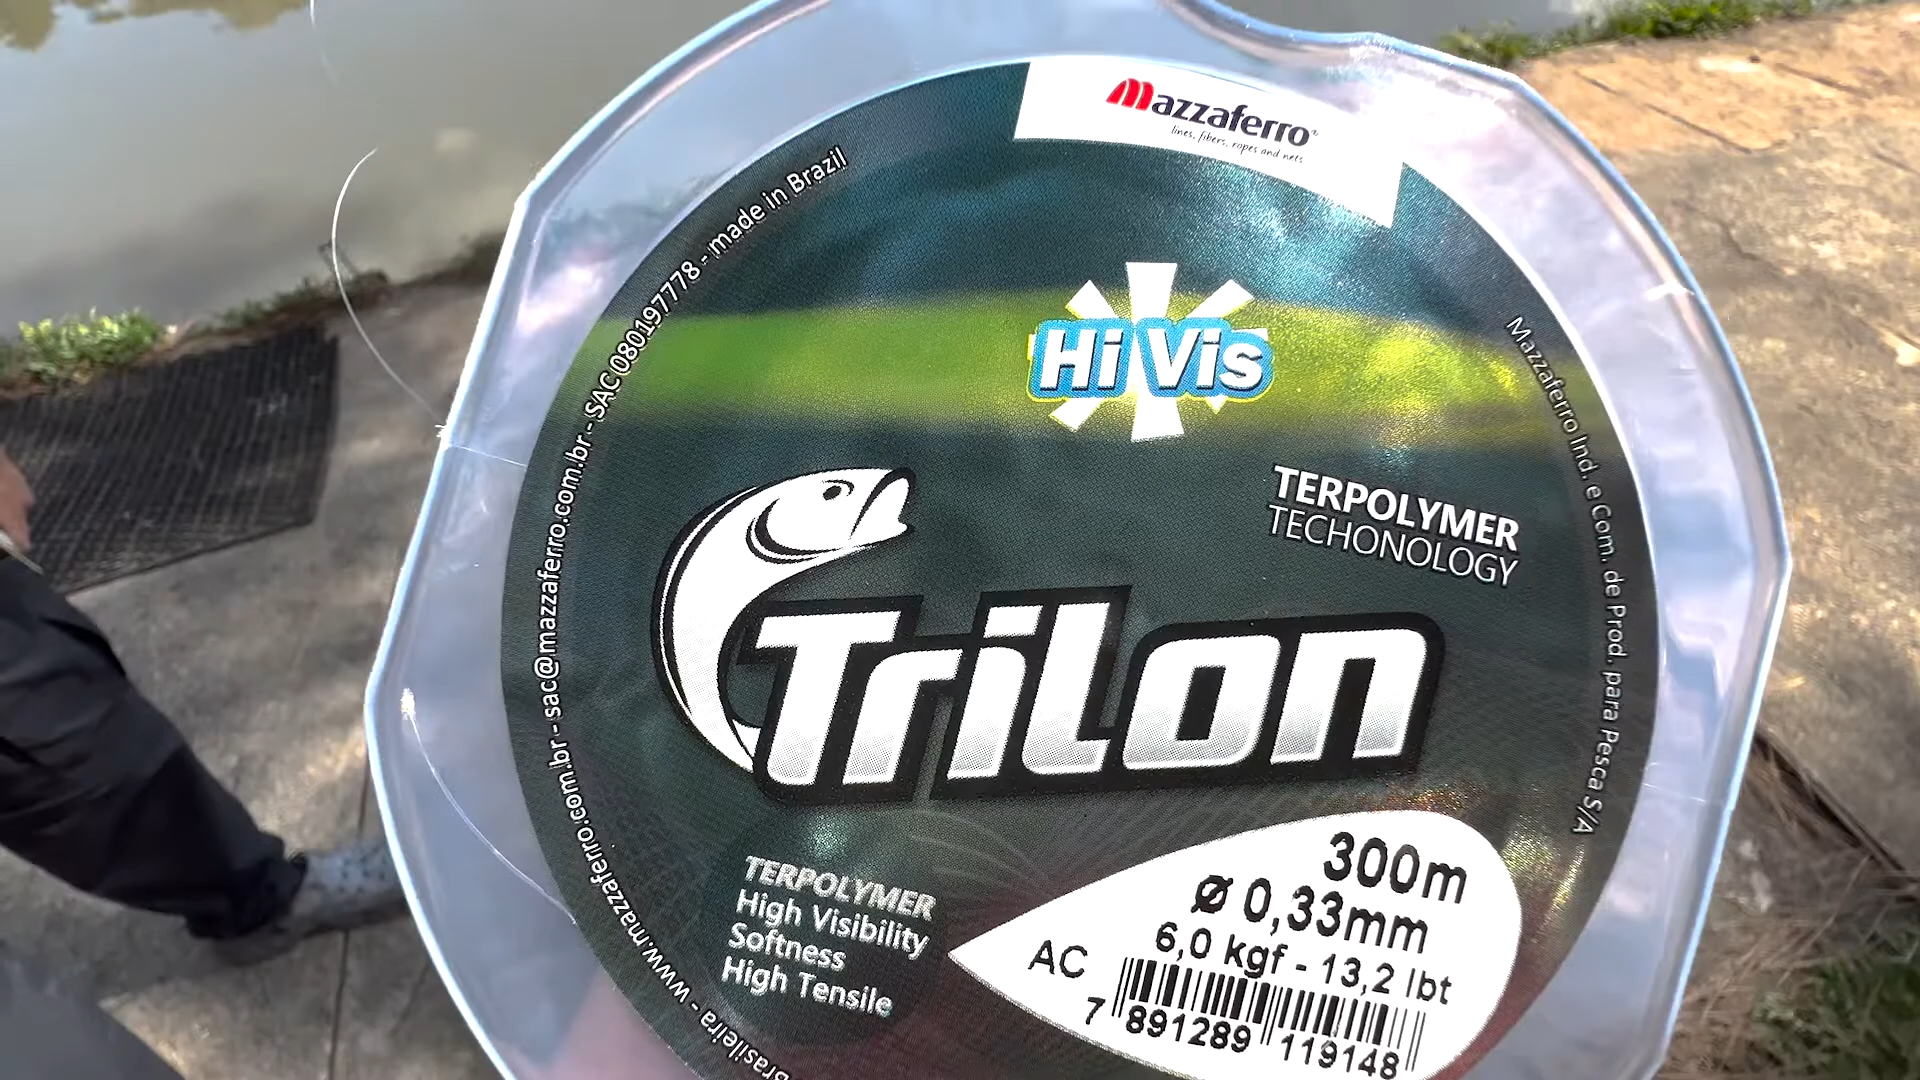 Mazzaferro®
lines, fibers, ropes and nets
Hi Vis
TERPOLYMER
TECHONOLOGY
Trilon
TERPOLYMER
High Visibility
Softness
High Tensile
300m
Ø 0,33mm
6,0 kgf - 13,2 lbt
AC
7 891289 119148
Brasileira - www.mazzaferro.com.br - sac@mazzaferro.com.br - SAC 0801977778 - made in Brazil
Mazzaferro Ind. e Com. de Prod. para Pesca S/A